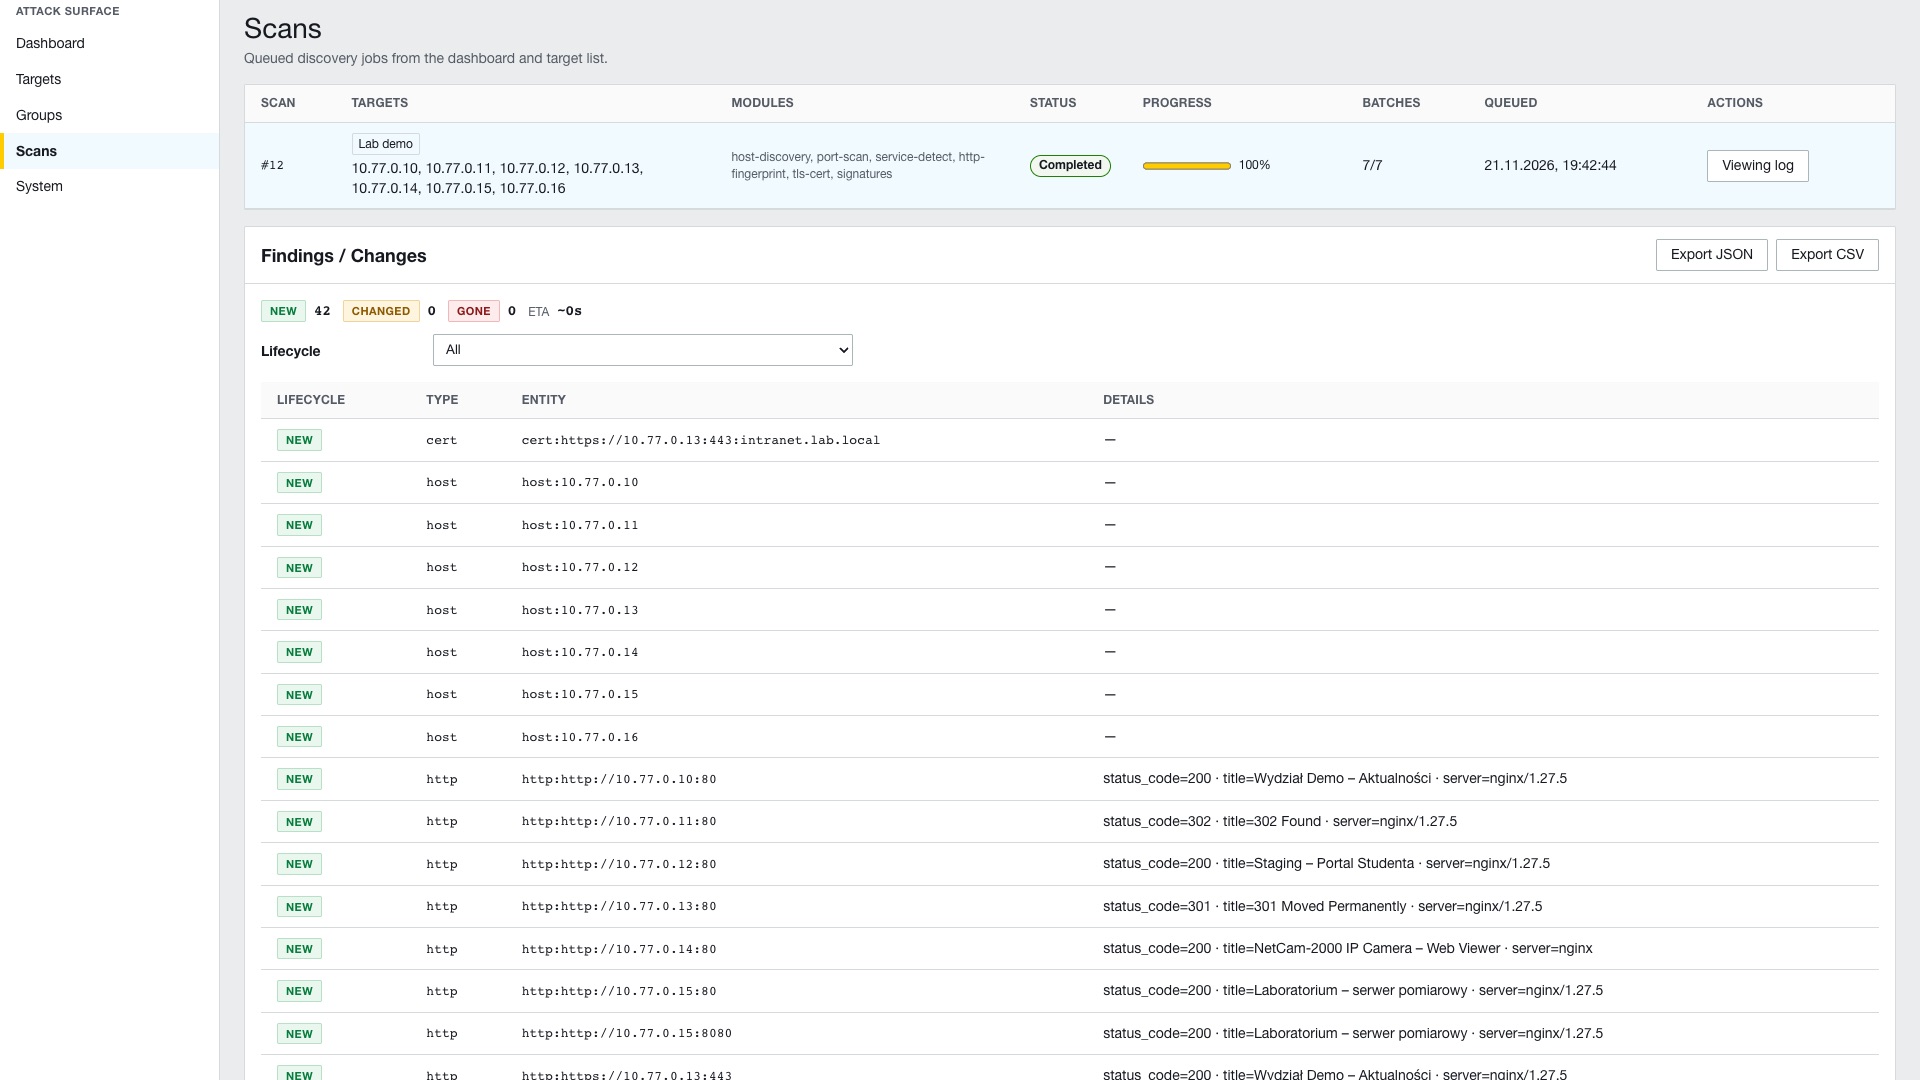 ATTACK SURFACE
Dashboard
Targets
Groups
Scans
System
Scans
Queued discovery jobs from the dashboard and target list.
SCAN TARGETS MODULES STATUS PROGRESS BATCHES QUEUED ACTIONS
#12
Lab demo
10.77.0.10, 10.77.0.11, 10.77.0.12, 10.77.0.13,
10.77.0.14, 10.77.0.15, 10.77.0.16
host-discovery, port-scan, service-detect, http-
fingerprint, tls-cert, signatures
Completed
100%
7/7
21.11.2026, 19:42:44
Viewing log
Findings / Changes
Export JSON Export CSV
NEW 42 CHANGED 0 GONE 0 ETA ~0s
Lifecycle All
LIFECYCLE TYPE ENTITY DETAILS
NEW cert cert:https://10.77.0.13:443:intranet.lab.local —
NEW host host:10.77.0.10 —
NEW host host:10.77.0.11 —
NEW host host:10.77.0.12 —
NEW host host:10.77.0.13 —
NEW host host:10.77.0.14 —
NEW host host:10.77.0.15 —
NEW host host:10.77.0.16 —
NEW http http:http://10.77.0.10:80 status_code=200 · title=Wydział Demo – Aktualności · server=nginx/1.27.5
NEW http http:http://10.77.0.11:80 status_code=302 · title=302 Found · server=nginx/1.27.5
NEW http http:http://10.77.0.12:80 status_code=200 · title=Staging – Portal Studenta · server=nginx/1.27.5
NEW http http:http://10.77.0.13:80 status_code=301 · title=301 Moved Permanently · server=nginx/1.27.5
NEW http http:http://10.77.0.14:80 status_code=200 · title=NetCam-2000 IP Camera – Web Viewer · server=nginx
NEW http http:http://10.77.0.15:80 status_code=200 · title=Laboratorium – serwer pomiarowy · server=nginx/1.27.5
NEW http http:http://10.77.0.15:8080 status_code=200 · title=Laboratorium – serwer pomiarowy · server=nginx/1.27.5
NEW http http:https://10.77.0.13:443 status_code=200 · title=Wydział Demo – Aktualności · server=nginx/1.27.5